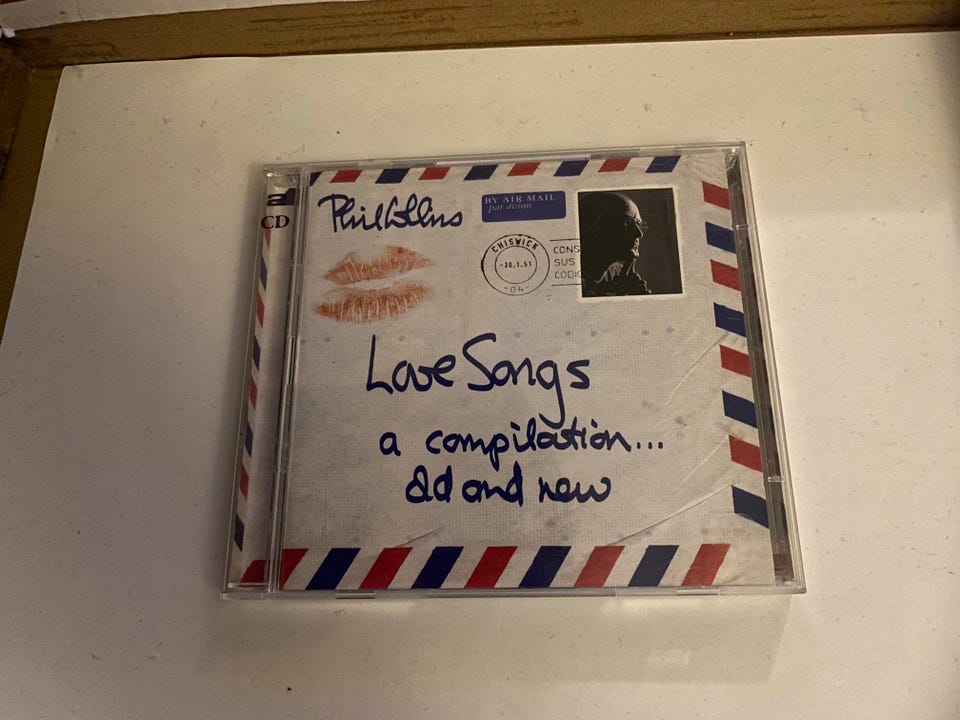 2
CD
Phil Collins
BY AIR MAIL
par avion
CHISWICK
-30.1.51
-04-
CONS
SUS
CODIC
Love Songs
a compilation...
old and new